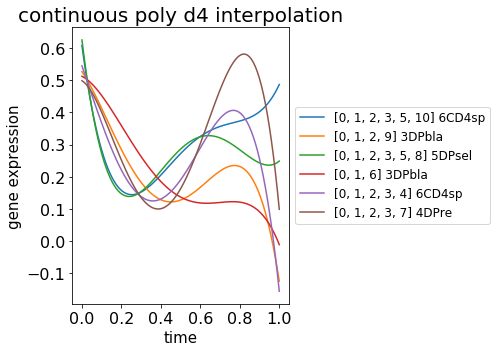 continuous poly d4 interpolation
gene expression
0.6
0.5
0.4
0.3
0.2
0.1
0.0
−0.1
0.0 0.2 0.4 0.6 0.8 1.0
time
[0, 1, 2, 3, 5, 10] 6CD4sp
[0, 1, 2, 9] 3DPbla
[0, 1, 2, 3, 5, 8] 5DPsel
[0, 1, 6] 3DPbla
[0, 1, 2, 3, 4] 6CD4sp
[0, 1, 2, 3, 7] 4DPre